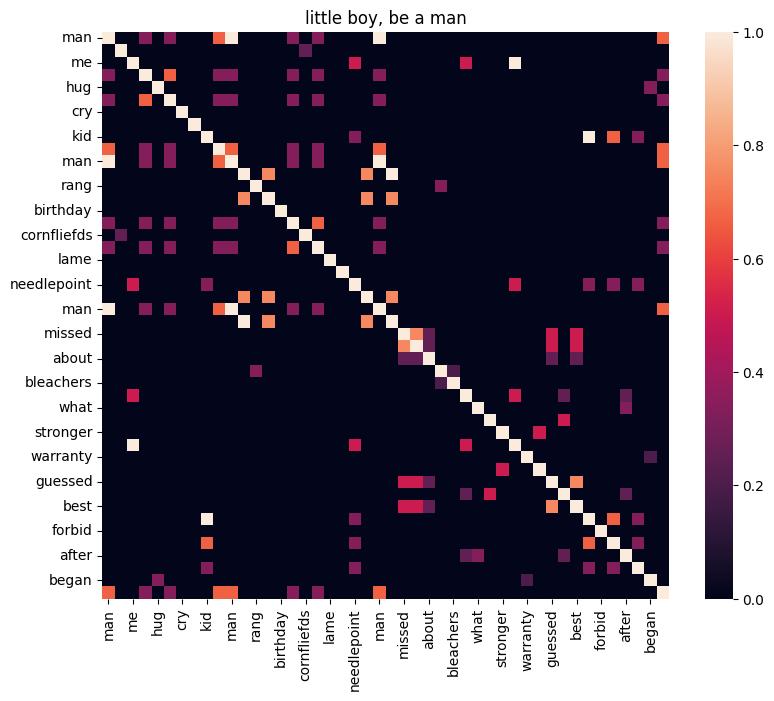 little boy, be a man
man
me
hug
cry
kid
man
rang
birthday
cornfliefds
lame
needlepoint
man
missed
about
bleachers
what
stronger
warranty
guessed
best
forbid
after
began
1.0
0.8
0.6
0.4
0.2
0.0
man
me
hug
cry
kid
man
rang
birthday
cornfliefds
lame
needlepoint
man
missed
about
bleachers
what
stronger
warranty
guessed
best
forbid
after
began